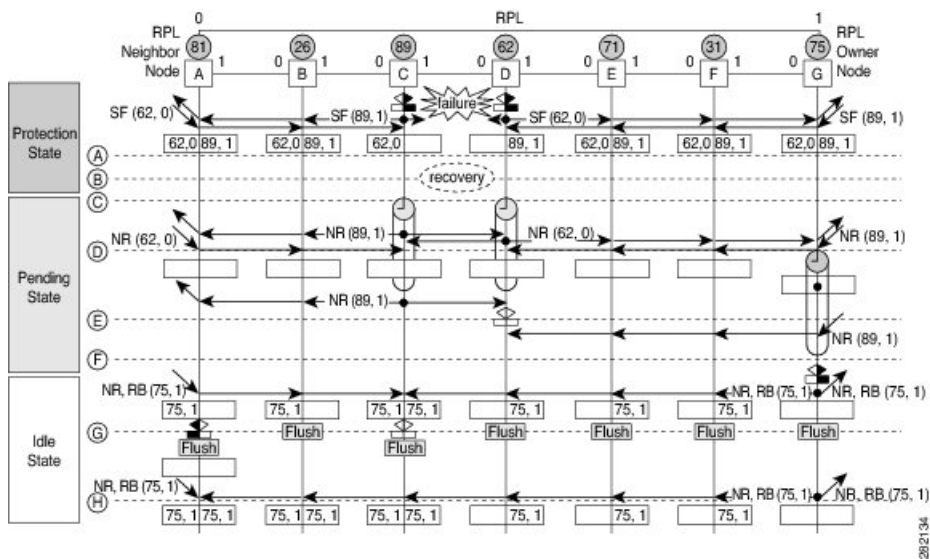 0 RPL 1
RPL Neighbor Node
81 26 89 62 71 31 75
RPL Owner Node
0 1 0 1 0 1 0 1 0 1 0
A B C D E F G
Protection State
failure
SF (62, 0) SF (89, 1) SF (62, 0) SF (89, 1)
62,0 89, 1 62,0 89, 1 62,0 89, 1 62,0 89, 1 62,0 89, 1 62,0 89, 1
A
B recovery
C
Pending State
NR (62, 0) NR (89, 1) NR (62, 0) NR (89, 1)
D
NR (89, 1)
E
NR (89, 1)
F
Idle State
NR, RB (75, 1) NR, RB (75, 1) NR, RB (75, 1)
75, 1 75, 1 75, 1 75, 1 75, 1 75, 1 75, 1
G Flush Flush Flush Flush Flush
Flush Flush
NR, RB (75, 1) NR, RB (75, 1) NR, RB (75, 1)
H
75, 1 75, 1 75, 1 75, 1 75, 1 75, 1 75, 1 75, 1 75, 1
282134